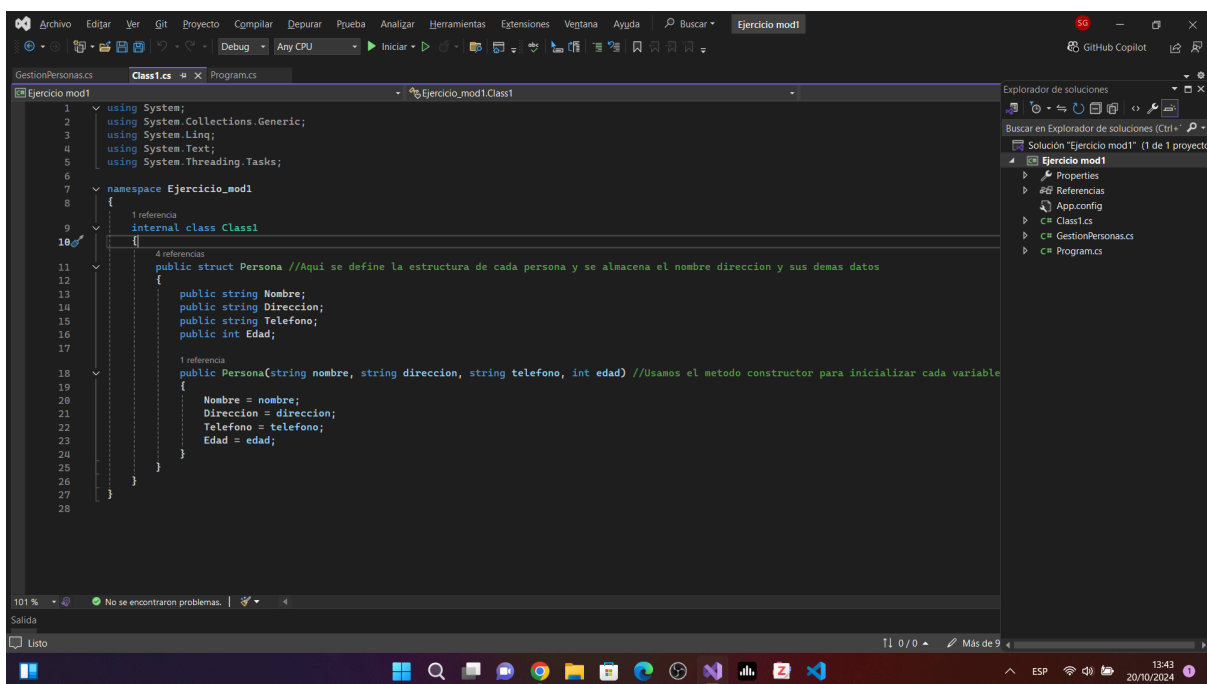 Archivo Editar Ver Git Proyecto Compilar Depurar Prueba Analizar Herramientas Extensiones Ventana Ayuda Buscar Ejercicio mod1 SG
Debug Any CPU Iniciar GitHub Copilot
GestionPersonas.cs Class1.cs Program.cs
Ejercicio mod1 Ejercicio_mod1.Class1
1 using System;
2 using System.Collections.Generic;
3 using System.Linq;
4 using System.Text;
5 using System.Threading.Tasks;
6
7 namespace Ejercicio_mod1
8 {
1 referencia
9 internal class Class1
10 {
4 referencias
11 public struct Persona //Aqui se define la estructura de cada persona y se almacena el nombre direccion y sus demas datos
12 {
13 public string Nombre;
14 public string Direccion;
15 public string Telefono;
16 public int Edad;
17
1 referencia
18 public Persona(string nombre, string direccion, string telefono, int edad) //Usamos el metodo constructor para inicializar cada variable
19 {
20 Nombre = nombre;
21 Direccion = direccion;
22 Telefono = telefono;
23 Edad = edad;
24 }
25 }
26 }
27 }
28
Explorador de soluciones
Buscar en Explorador de soluciones (Ctrl+
Solución "Ejercicio mod1" (1 de 1 proyecto
Ejercicio mod1
Properties
Referencias
App.config
C# Class1.cs
C# GestionPersonas.cs
C# Program.cs
101 % No se encontraron problemas.
Salida
Listo 0 / 0 Más de 9
ESP 13:43
20/10/2024 1